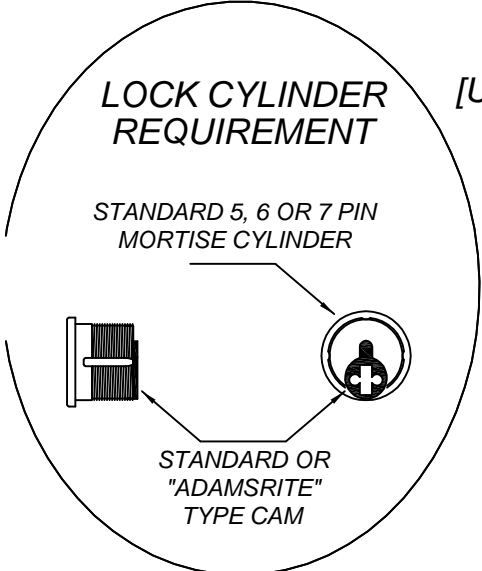 LOCK CYLINDER
REQUIREMENT
[U
STANDARD 5, 6 OR 7 PIN
MORTISE CYLINDER
STANDARD OR
"ADAMSRITE"
TYPE CAM